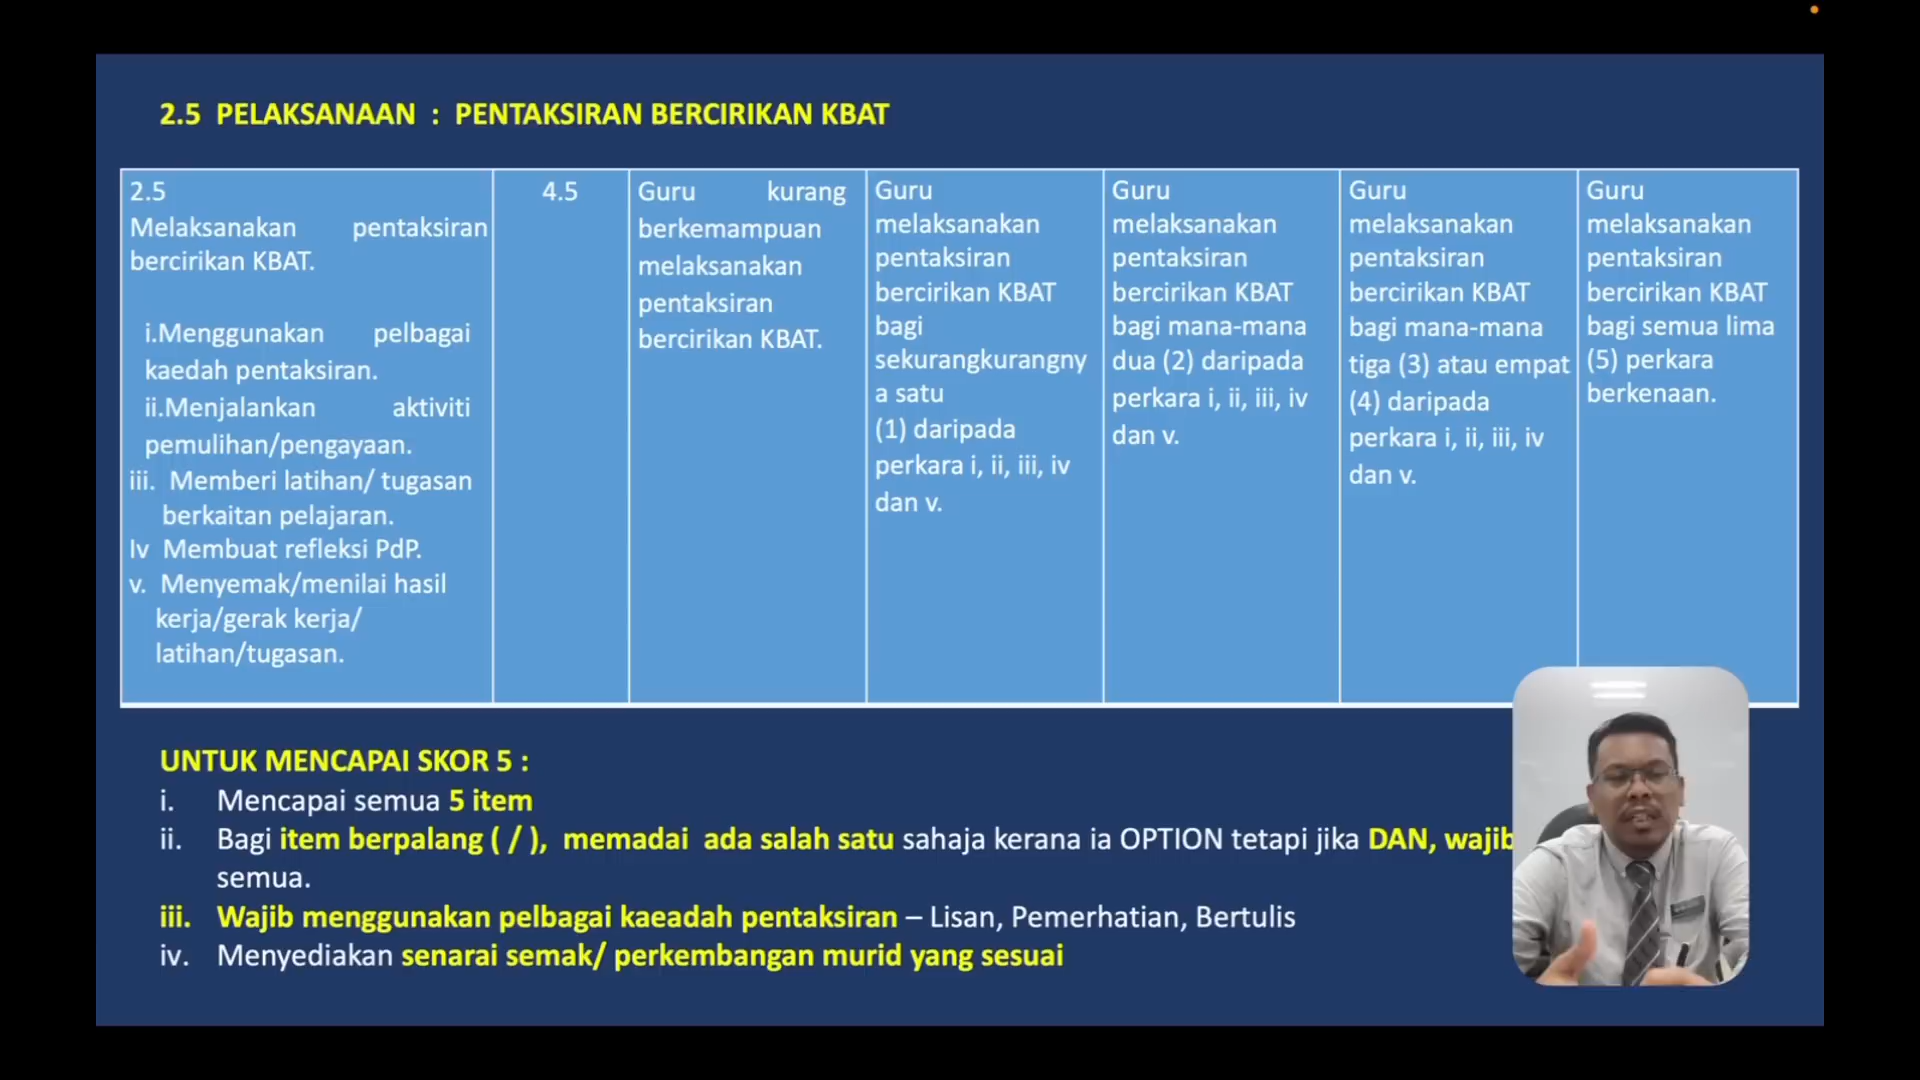 2.5 PELAKSANAAN : PENTAKSIRAN BERCIRIKAN KBAT
2.5
Melaksanakan pentaksiran
bercirikan KBAT.
i.Menggunakan pelbagai
kaedah pentaksiran.
ii.Menjalankan aktiviti
pemulihan/pengayaan.
iii. Memberi latihan/ tugasan
berkaitan pelajaran.
Iv Membuat refleksi PdP.
v. Menyemak/menilai hasil
kerja/gerak kerja/
latihan/tugasan.
4.5
Guru kurang
berkemampuan
melaksanakan
pentaksiran
bercirikan KBAT.
Guru
melaksanakan
pentaksiran
bercirikan KBAT
bagi
sekurangkurangny
a satu
(1) daripada
perkara i, ii, iii, iv
dan v.
Guru
melaksanakan
pentaksiran
bercirikan KBAT
bagi mana-mana
dua (2) daripada
perkara i, ii, iii, iv
dan v.
Guru
melaksanakan
pentaksiran
bercirikan KBAT
bagi mana-mana
tiga (3) atau empat
(4) daripada
perkara i, ii, iii, iv
dan v.
Guru
melaksanakan
pentaksiran
bercirikan KBAT
bagi semua lima
(5) perkara
berkenaan.
UNTUK MENCAPAI SKOR 5 :
i. Mencapai semua 5 item
ii. Bagi item berpalang ( / ), memadai ada salah satu sahaja kerana ia OPTION tetapi jika DAN, wajib
semua.
iii. Wajib menggunakan pelbagai kaeadah pentaksiran – Lisan, Pemerhatian, Bertulis
iv. Menyediakan senarai semak/ perkembangan murid yang sesuai